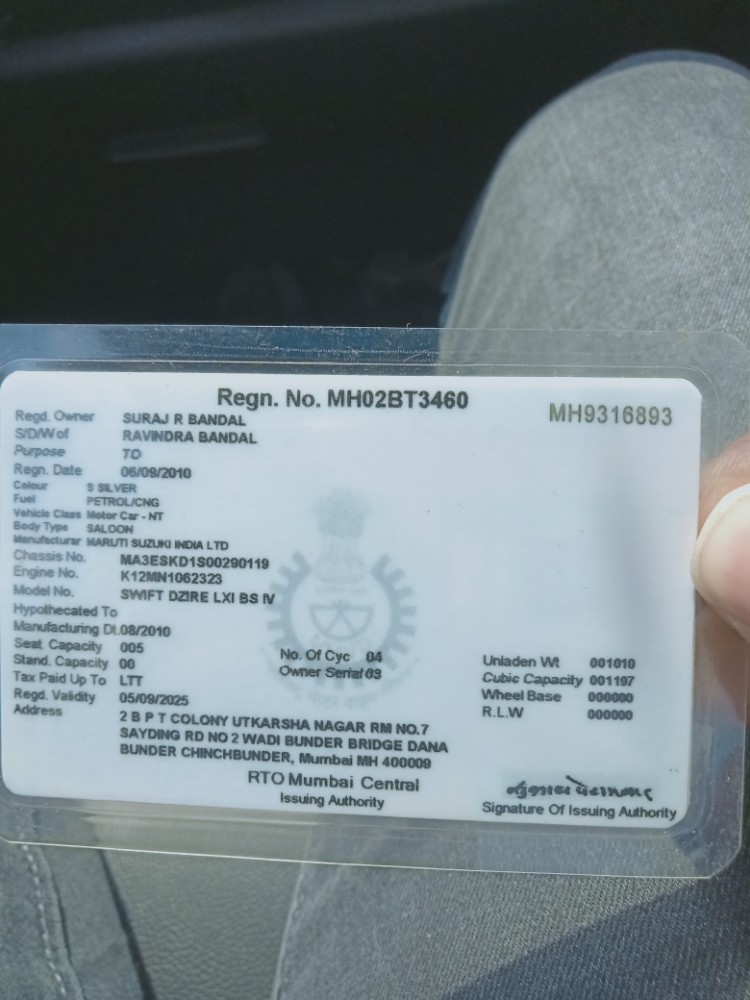 Regn. No. MH02BT3460
MH9316893
Regd. Owner SURAJ R BANDAL
S/D/W of RAVINDRA BANDAL
Purpose TO
Regn. Date 06/09/2010
Colour S SILVER
Fuel PETROL/CNG
Vehicle Class Motor Car - NT
Body Type SALOON
Manufacturar MARUTI SUZUKI INDIA LTD
Chassis No. MA3ESKD1S00290119
Engine No. K12MN1062323
Model No. SWIFT DZIRE LXI BS IV
Hypothecated To
Manufacturing Dt. 08/2010
Seat. Capacity 005
No. Of Cyc 04
Unladen Wt 001010
Stand. Capacity 00
Owner Serial 03
Cubic Capacity 001197
Tax Paid Up To LTT
Wheel Base 000000
Regd. Validity 05/09/2025
R.L.W 000000
Address 2 B P T COLONY UTKARSHA NAGAR RM NO.7
SAYDING RD NO 2 WADI BUNDER BRIDGE DANA
BUNDER CHINCHBUNDER, Mumbai MH 400009
RTO Mumbai Central
Issuing Authority
Signature Of Issuing Authority